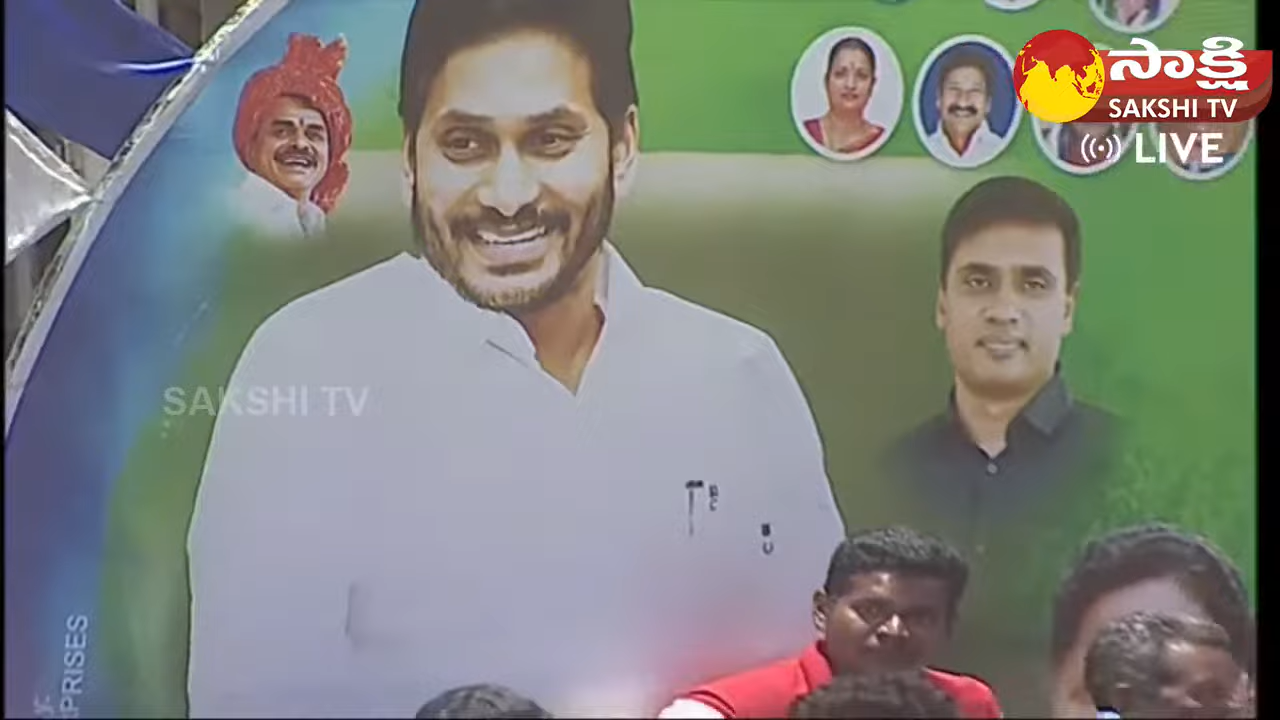 సాక్షి
SAKSHI TV
LIVE
SAKSHI TV
PRISES